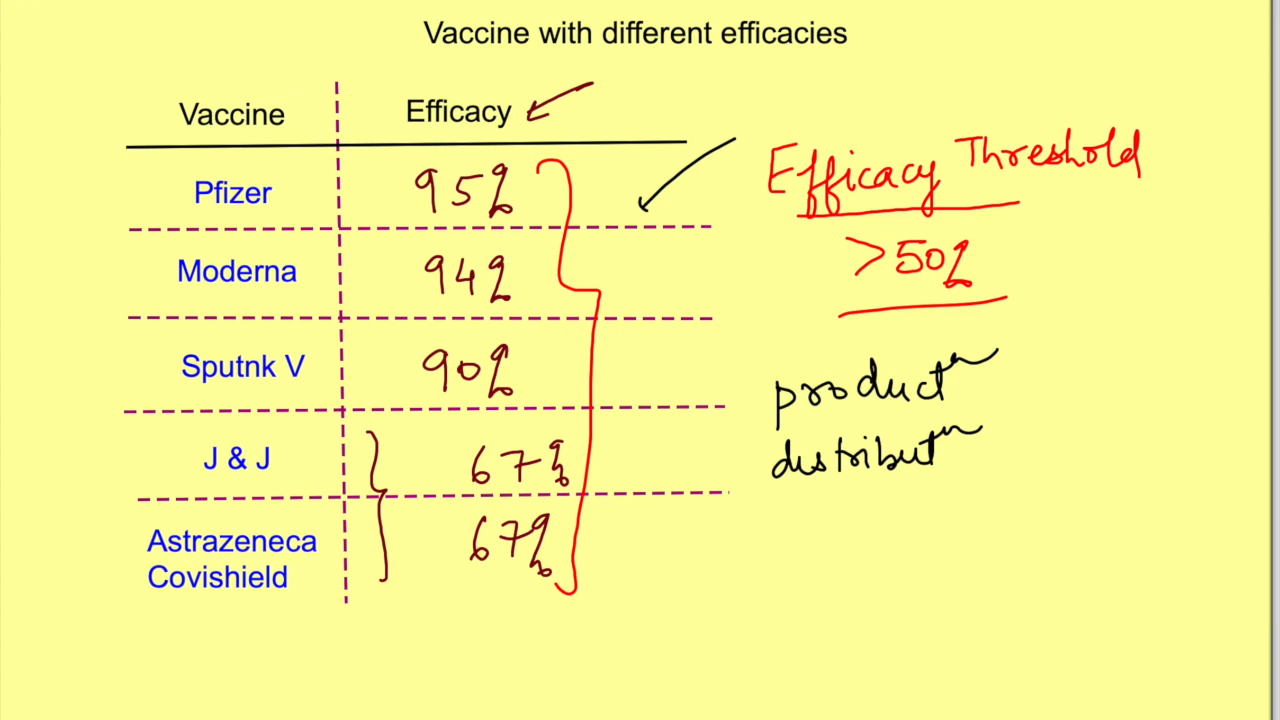 Vaccine with different efficacies
Vaccine Efficacy
Pfizer 95%
Moderna 94%
Sputnk V 90%
J & J 67%
Astrazeneca
Covishield 67%
Efficacy Threshold
>50%
productn
distributn